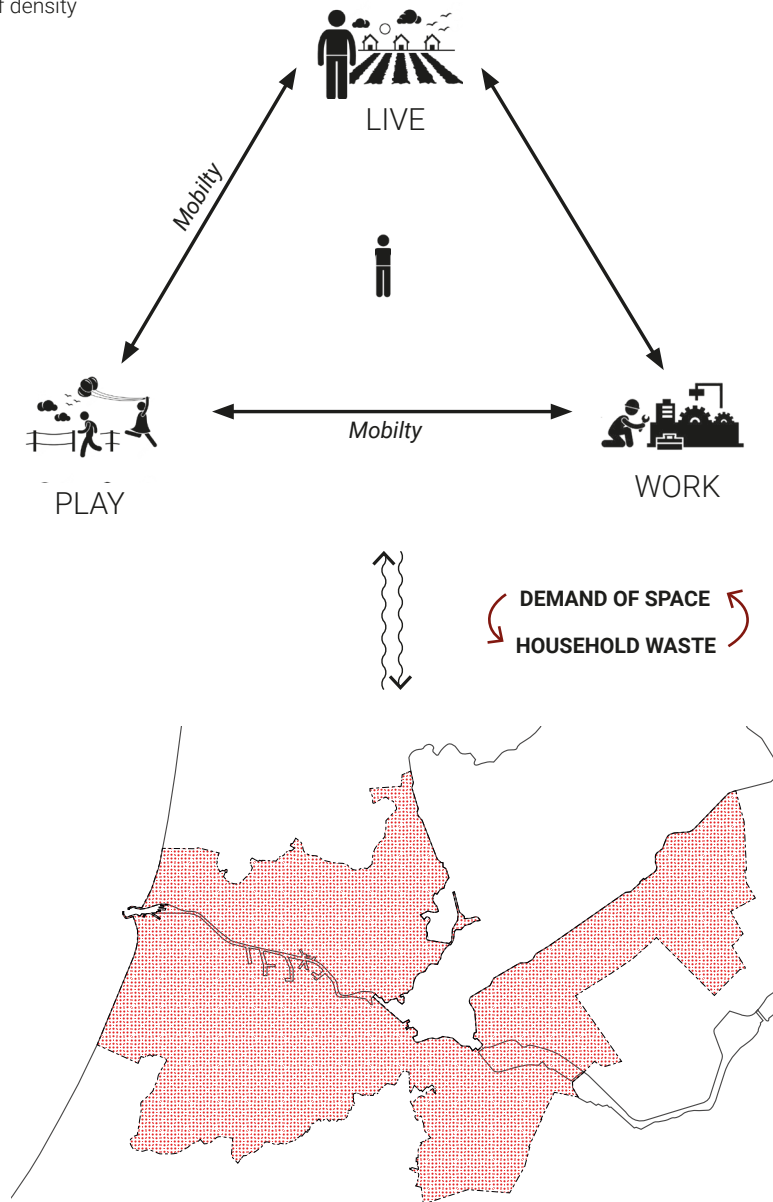 f density
LIVE
Mobilty
Mobilty
PLAY
WORK
DEMAND OF SPACE
HOUSEHOLD WASTE